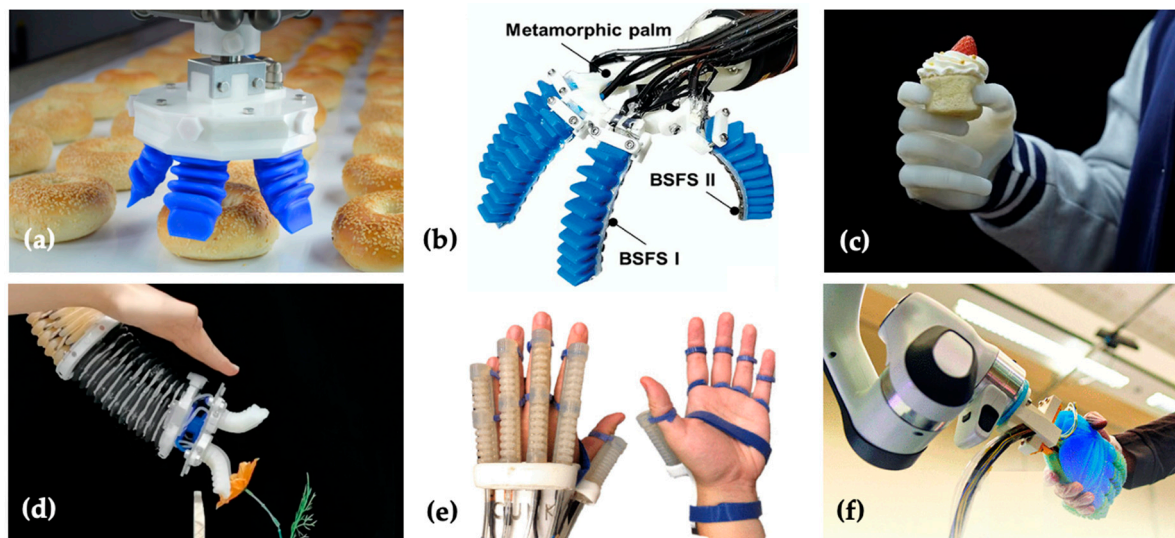 Metamorphic palm
BSFS II
BSFS I
(a)
(b)
(c)
(d)
(e)
(f)